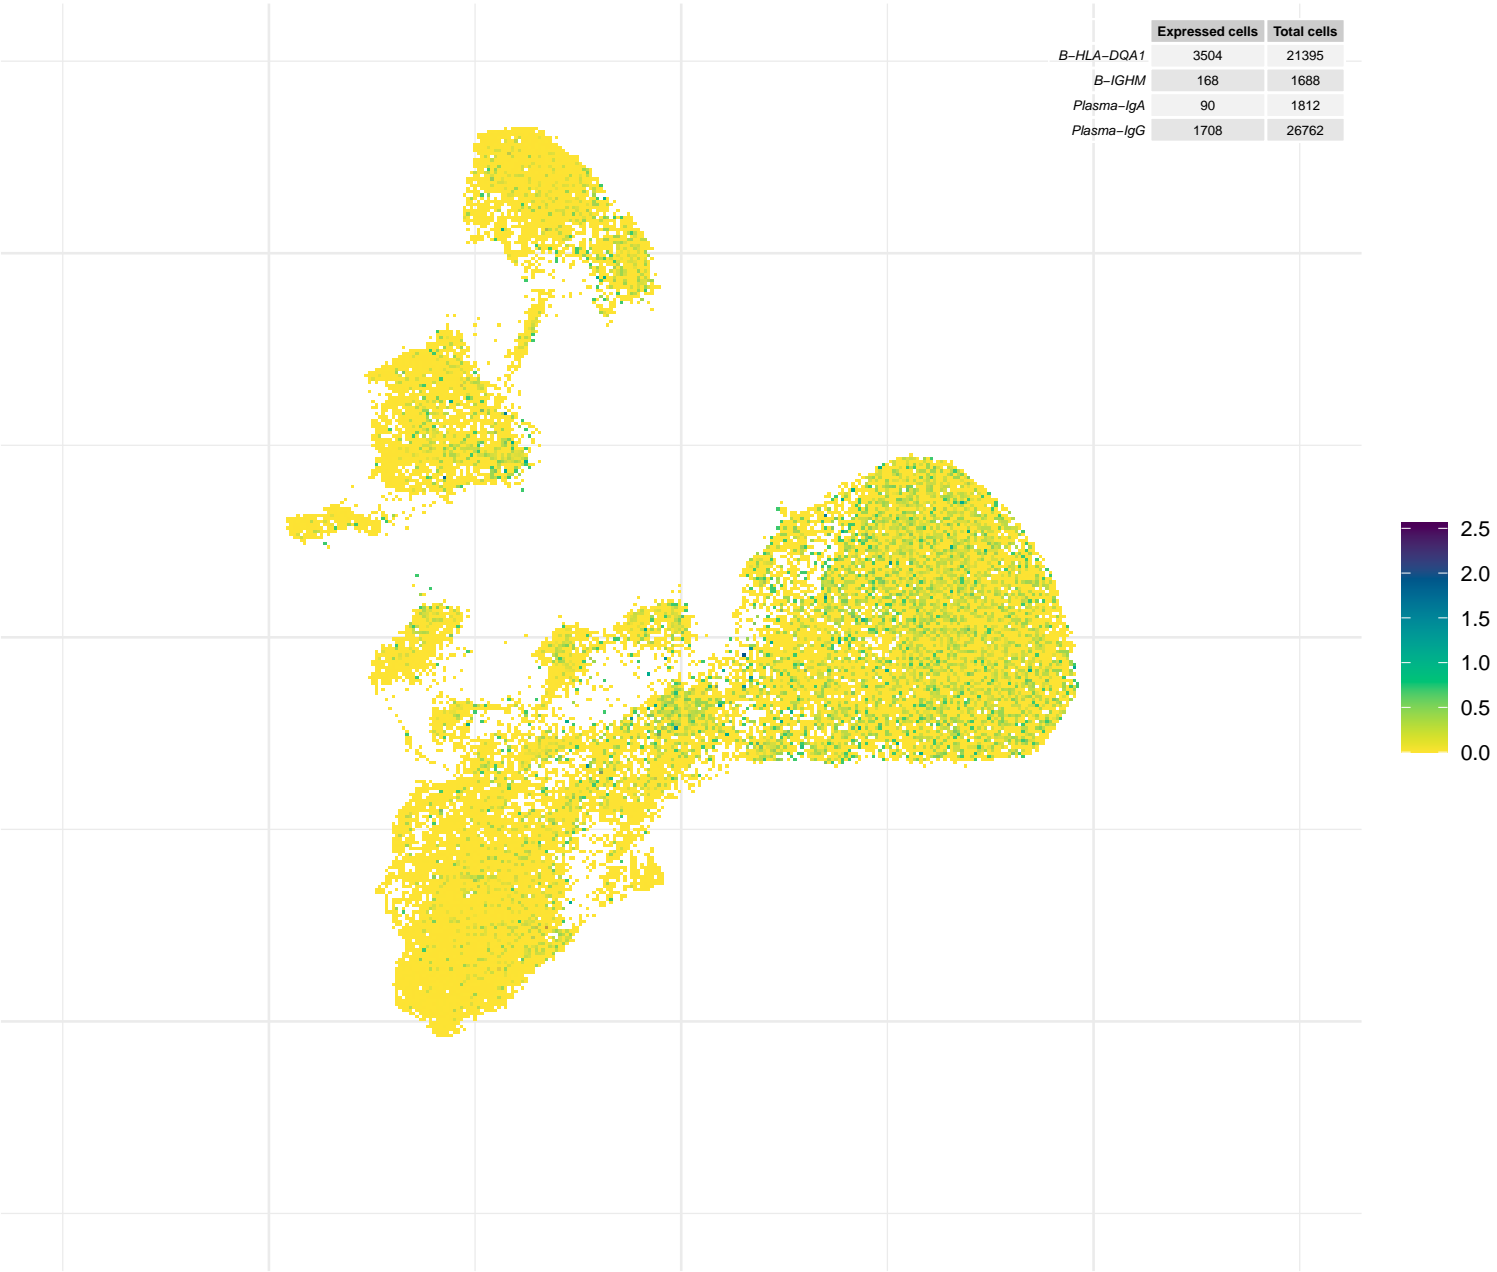 Expressed cells Total cells
B−HLA−DQA1 3504 21395
B−IGHM 168 1688
Plasma−IgA 90 1812
Plasma−IgG 1708 26762
2.5
2.0
1.5
1.0
0.5
0.0